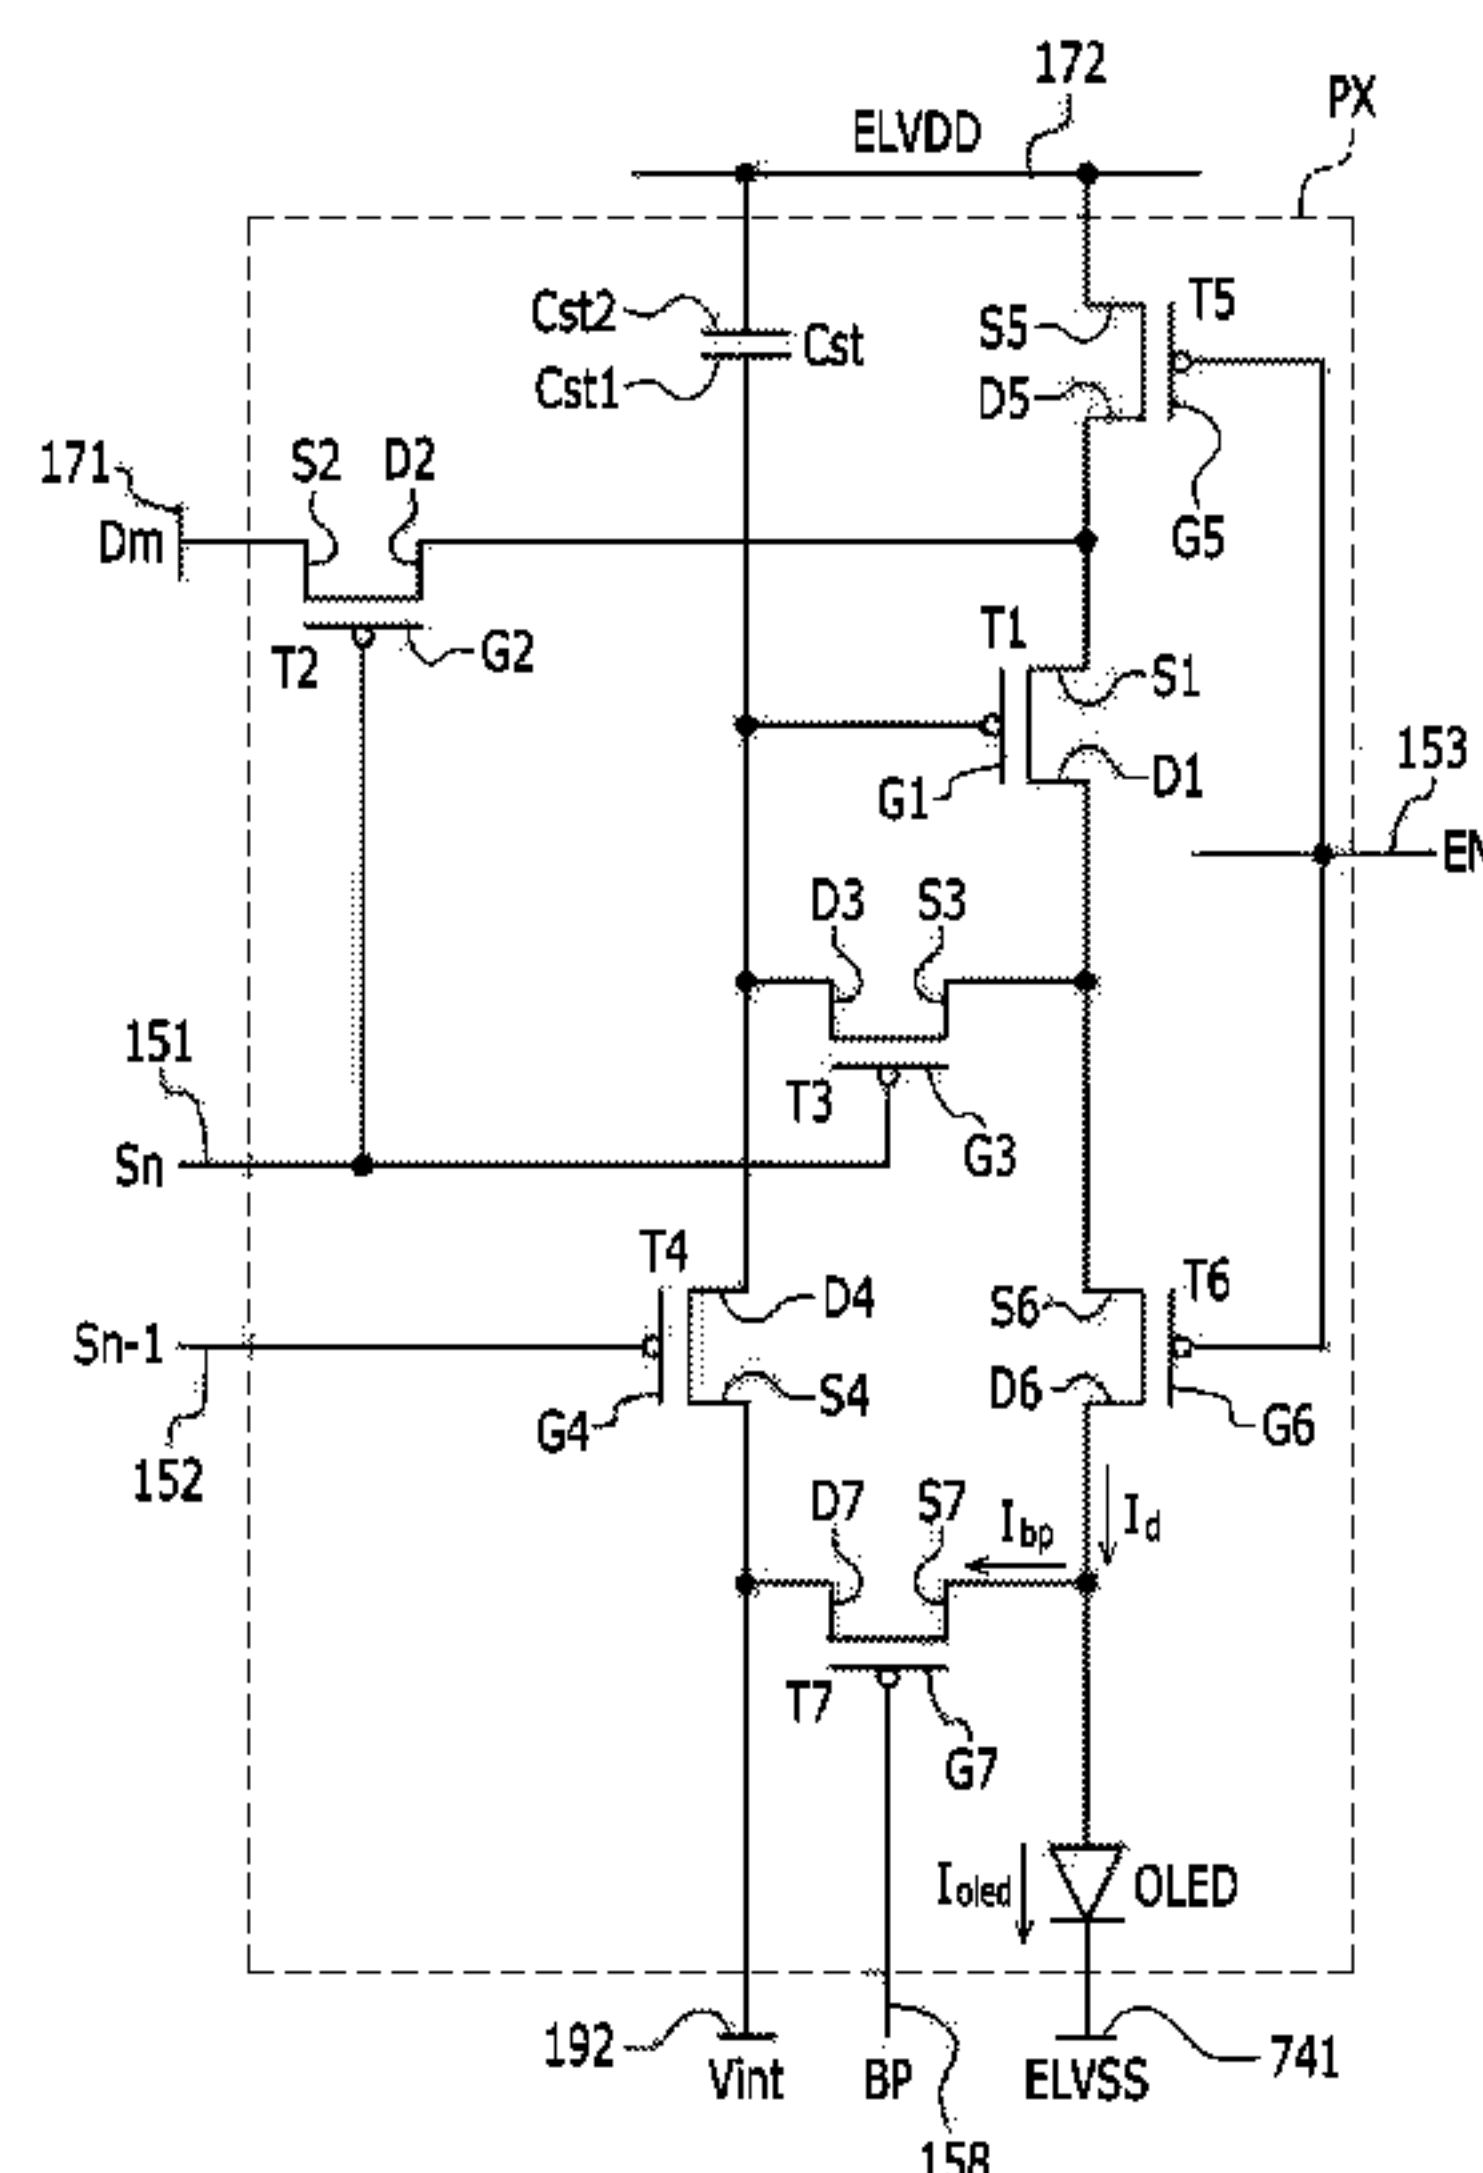 172
PX
ELVDD
Cst2
Cst
Cst1
S5
T5
D5
G5
171
S2
D2
Dm
T2
G2
T1
S1
G1
D1
153
EN
D3
S3
151
T3
G3
Sn
T4
D4
S6
T6
Sn-1
G4
S4
D6
G6
152
D7
S7
Ibp
Id
T7
G7
Ioled
OLED
192
Vint
BP
ELVSS
741
158